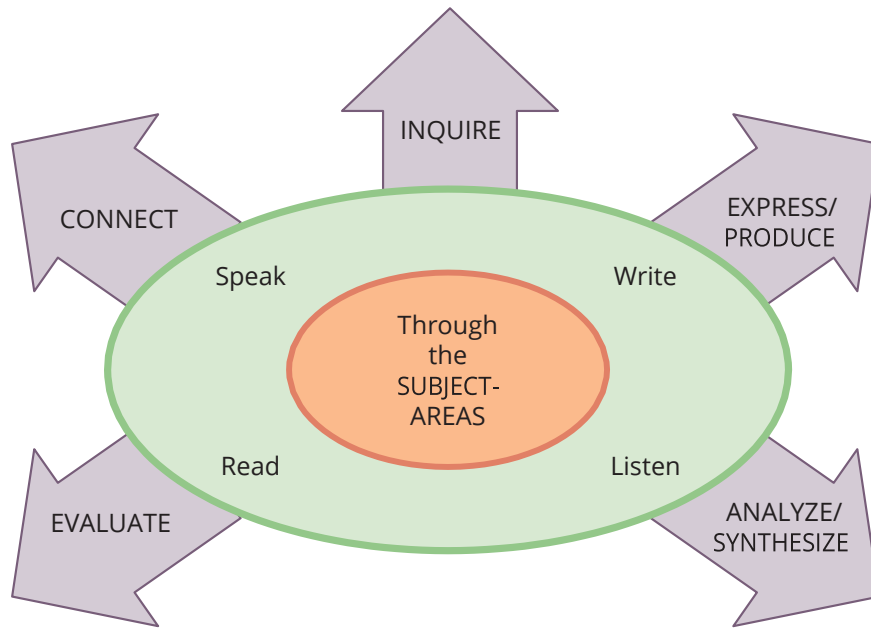 INQUIRE
CONNECT
EXPRESS/
PRODUCE
Speak
Write
Through
the
SUBJECT-
AREAS
Read
Listen
EVALUATE
ANALYZE/
SYNTHESIZE